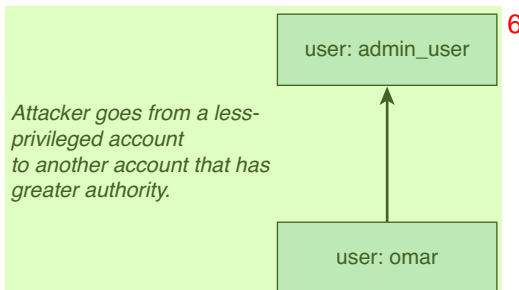 user: admin_user
6
Attacker goes from a less-
privileged account
to another account that has
greater authority.
user: omar